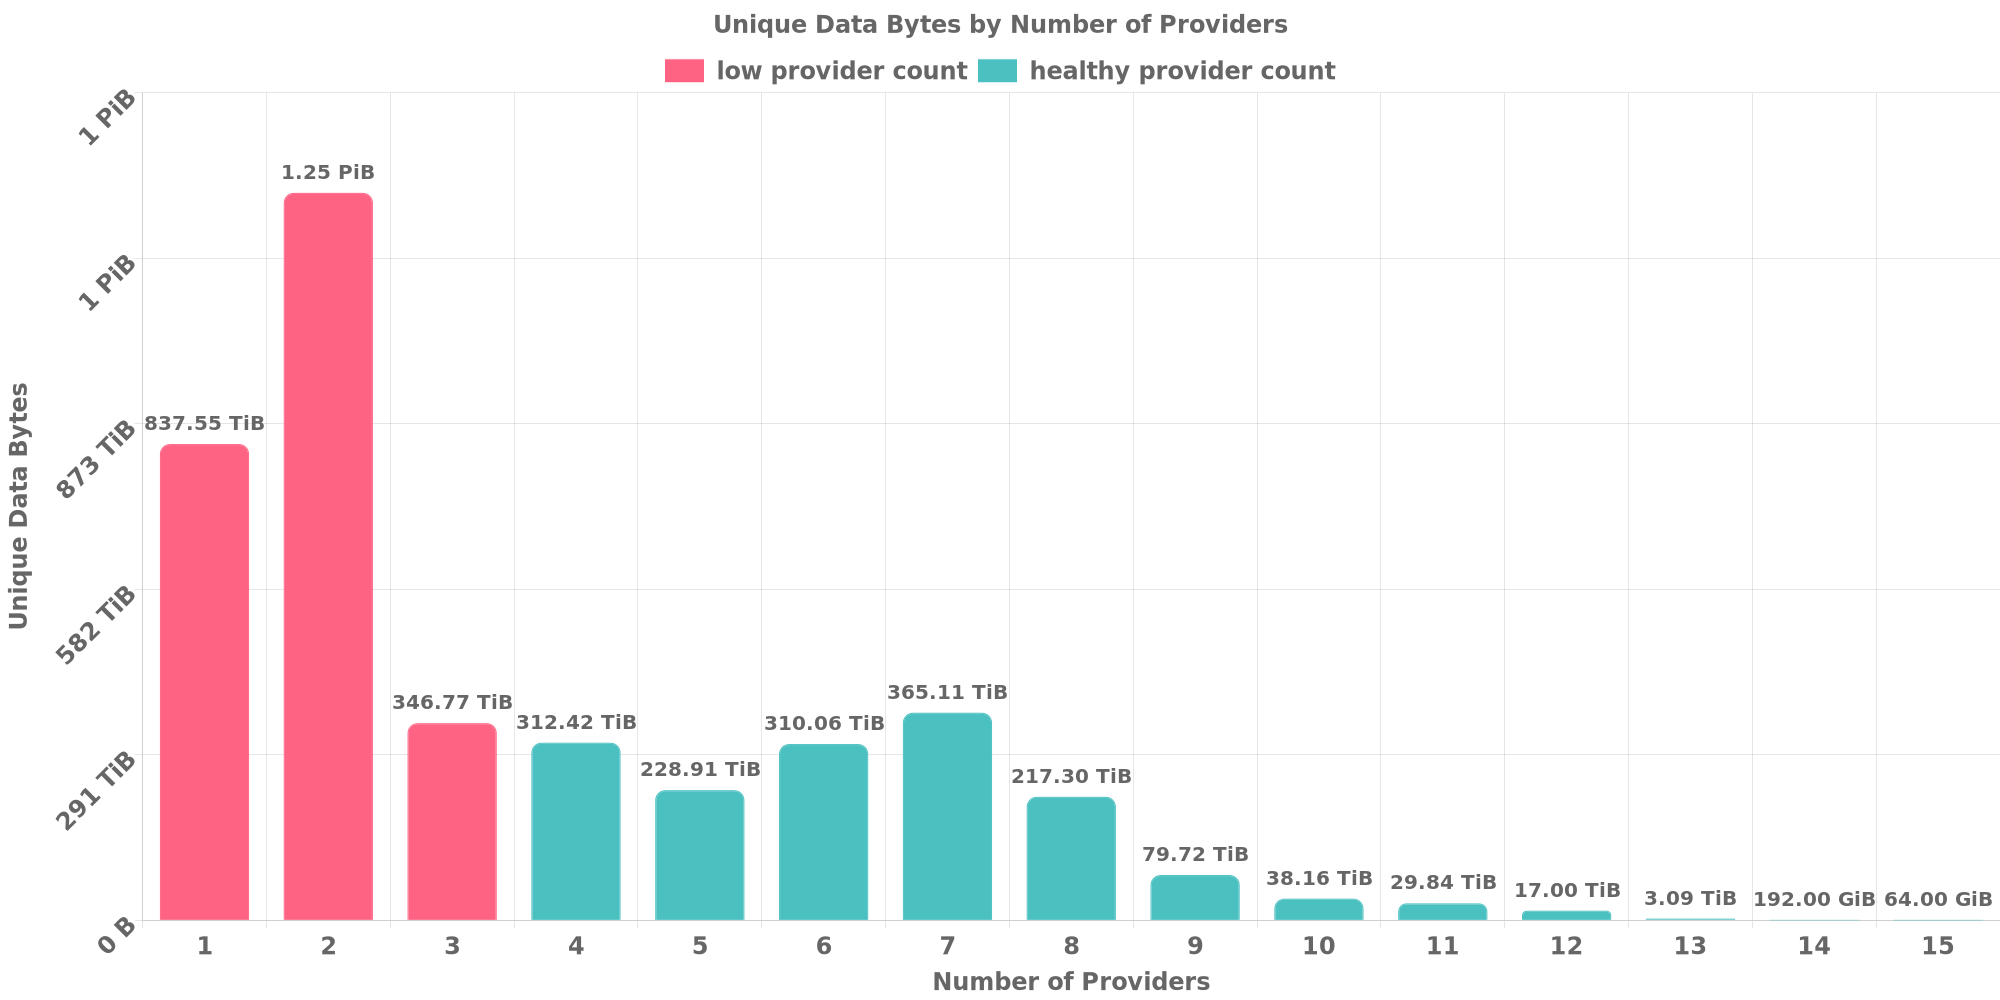 Unique Data Bytes by Number of Providers
low provider count healthy provider count
1 PiB
1 PiB
873 TiB
582 TiB
291 TiB
0 B
Unique Data Bytes
837.55 TiB
1.25 PiB
346.77 TiB
312.42 TiB
228.91 TiB
310.06 TiB
365.11 TiB
217.30 TiB
79.72 TiB
38.16 TiB
29.84 TiB
17.00 TiB
3.09 TiB
192.00 GiB
64.00 GiB
1 2 3 4 5 6 7 8 9 10 11 12 13 14 15
Number of Providers